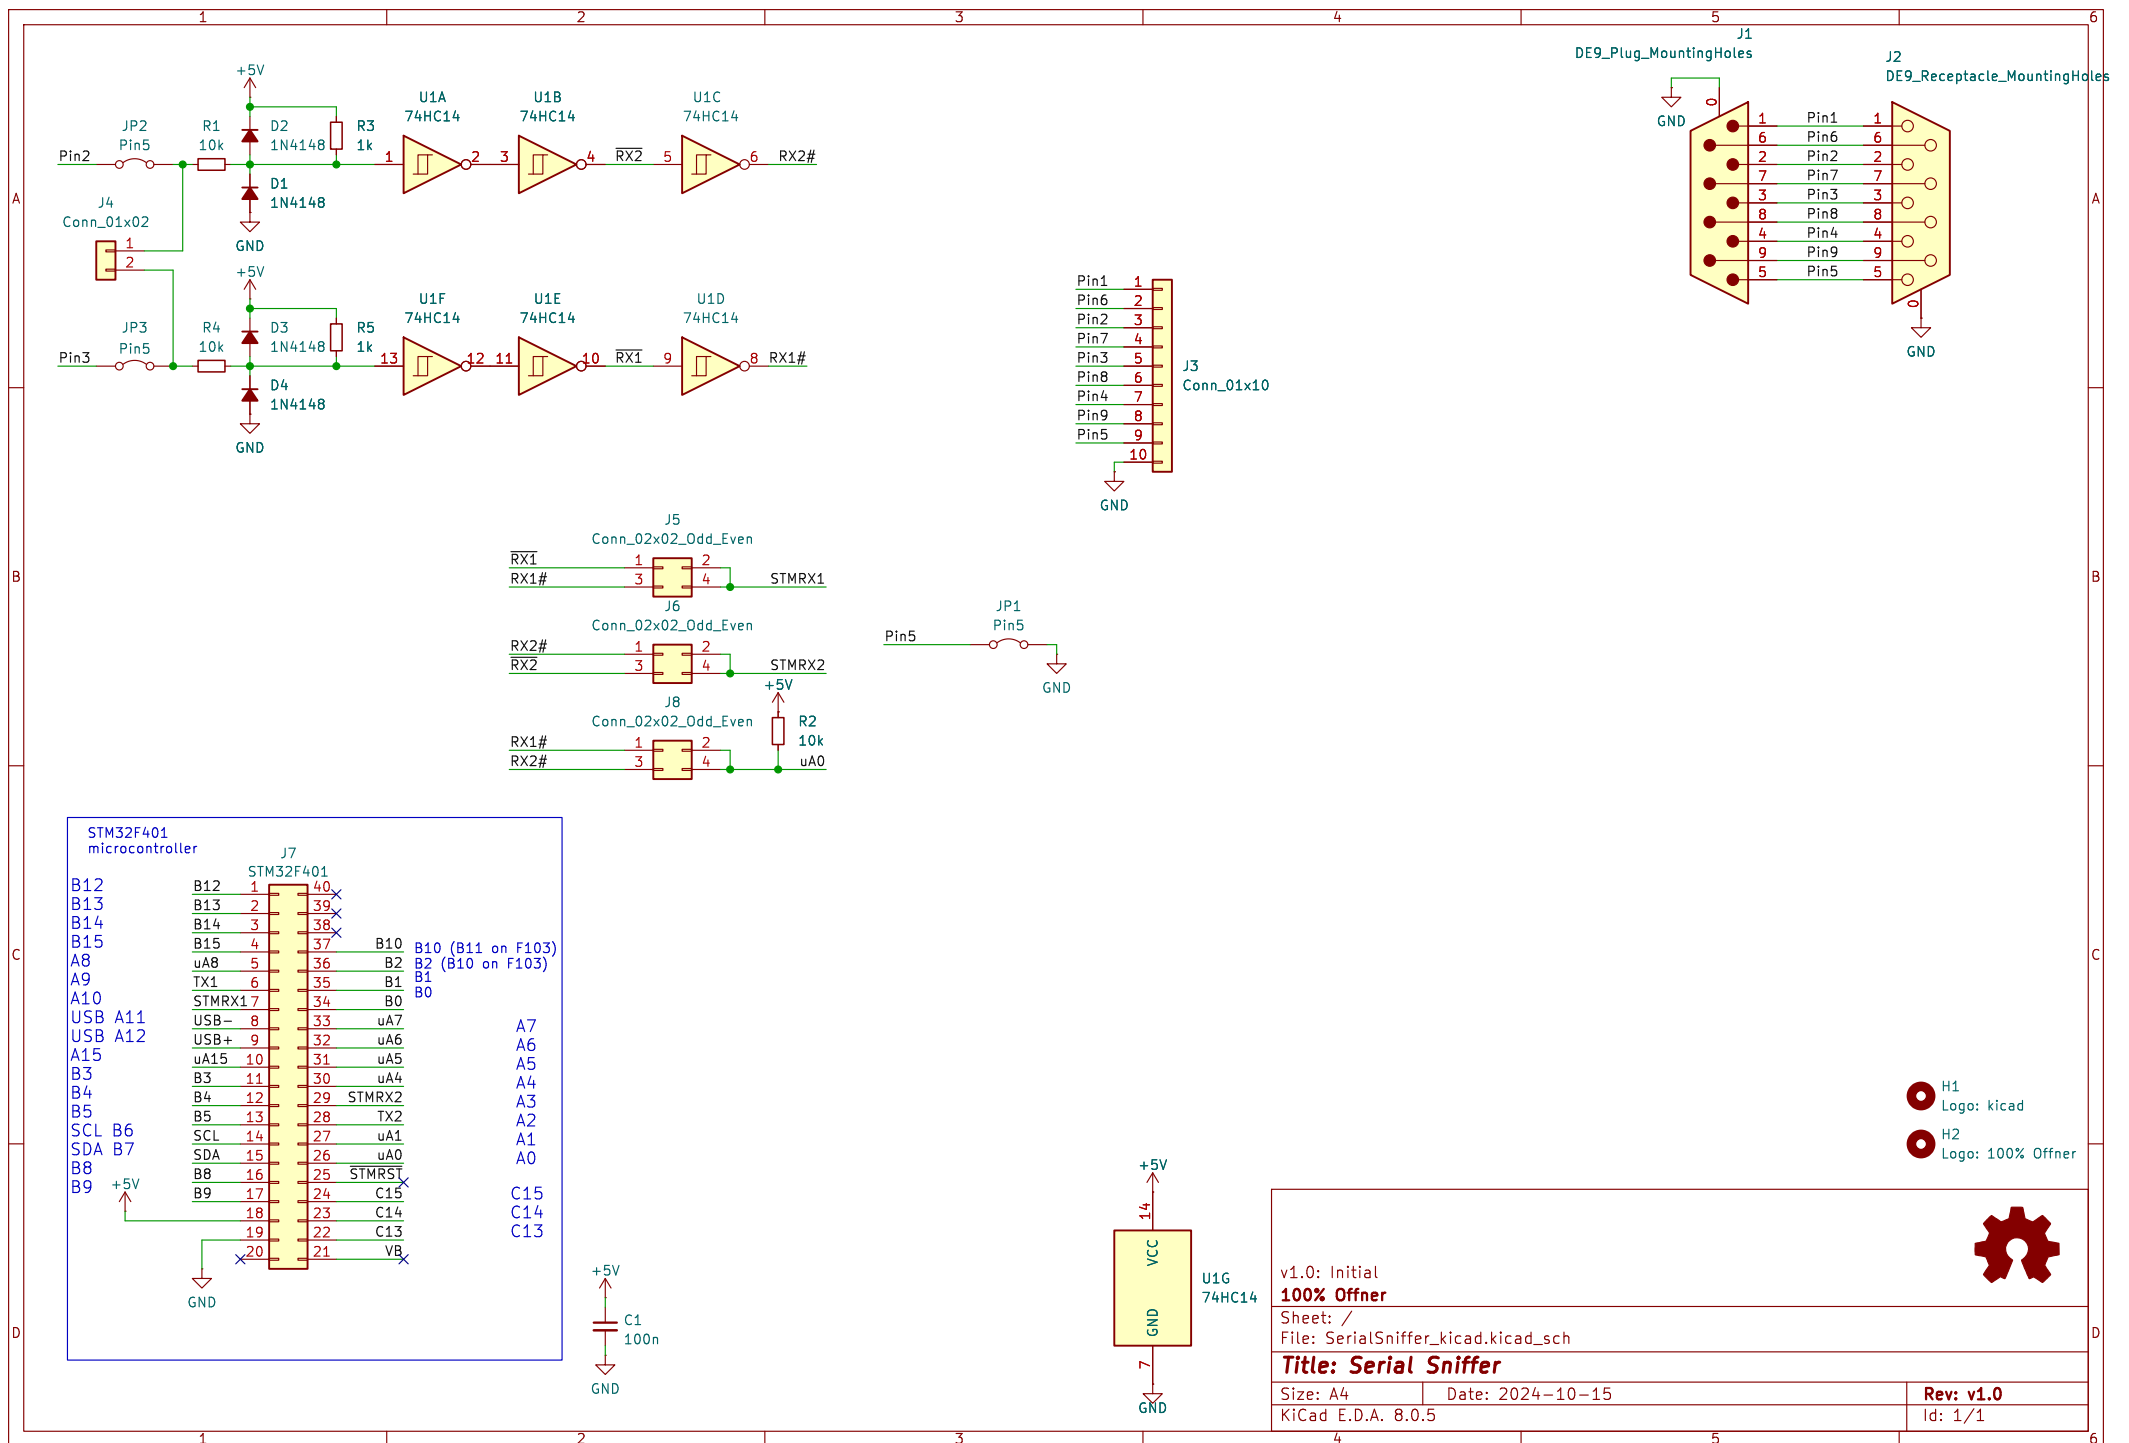 1 2 3 4 5 6
A B C D
A B C D
1 2 3 4 5 6
+5V
JP2
Pin5
R1
10k
D2
1N4148
R3
1k
U1A
74HC14
U1B
74HC14
U1C
74HC14
Pin2
1 2 3 4
RX2
5 6
RX2#
D1
1N4148
GND
J4
Conn_01x02
1
2
+5V
JP3
Pin5
R4
10k
D3
1N4148
R5
1k
U1F
74HC14
U1E
74HC14
U1D
74HC14
Pin3
13 12 11 10
RX1
9 8
RX1#
D4
1N4148
GND
J1
DE9_Plug_MountingHoles
J2
DE9_Receptacle_MountingHoles
GND
0
1 Pin1 1
6 Pin6 6
2 Pin2 2
7 Pin7 7
3 Pin3 3
8 Pin8 8
4 Pin4 4
9 Pin9 9
5 Pin5 5
0
GND
Pin1 1
Pin6 2
Pin2 3
Pin7 4
Pin3 5
Pin8 6
Pin4 7
Pin9 8
Pin5 9
10
GND
J3
Conn_01x10
J5
Conn_02x02_Odd_Even
RX1 1 2
RX1# 3 4 STMRX1
J6
Conn_02x02_Odd_Even
RX2# 1 2
RX2 3 4 STMRX2
J8
Conn_02x02_Odd_Even
RX1# 1 2
RX2# 3 4 uA0
+5V
R2
10k
JP1
Pin5
Pin5
GND
STM32F401
microcontroller
J7
STM32F401
B12
B13
B14
B15
A8
A9
A10
USB A11
USB A12
A15
B3
B4
B5
SCL B6
SDA B7
B8
B9
B12 1 40
B13 2 39
B14 3 38
B15 4 37 B10
uA8 5 36 B2
TX1 6 35 B1
STMRX1 7 34 B0
USB- 8 33 uA7
USB+ 9 32 uA6
uA15 10 31 uA5
B3 11 30 uA4
B4 12 29 STMRX2
B5 13 28 TX2
SCL 14 27 uA1
SDA 15 26 uA0
B8 16 25 STMRST
B9 17 24 C15
18 23 C14
19 22 C13
20 21 VB
+5V
GND
B10 (B11 on F103)
B2 (B10 on F103)
B1
B0
A7
A6
A5
A4
A3
A2
A1
A0
C15
C14
C13
+5V
C1
100n
GND
+5V
14
VCC
GND
7
GND
U1G
74HC14
H1
Logo: kicad
H2
Logo: 100% Offner
v1.0: Initial
100% Offner
Sheet: /
File: SerialSniffer_kicad.kicad_sch
Title: Serial Sniffer
Size: A4 Date: 2024-10-15 Rev: v1.0
KiCad E.D.A. 8.0.5 Id: 1/1